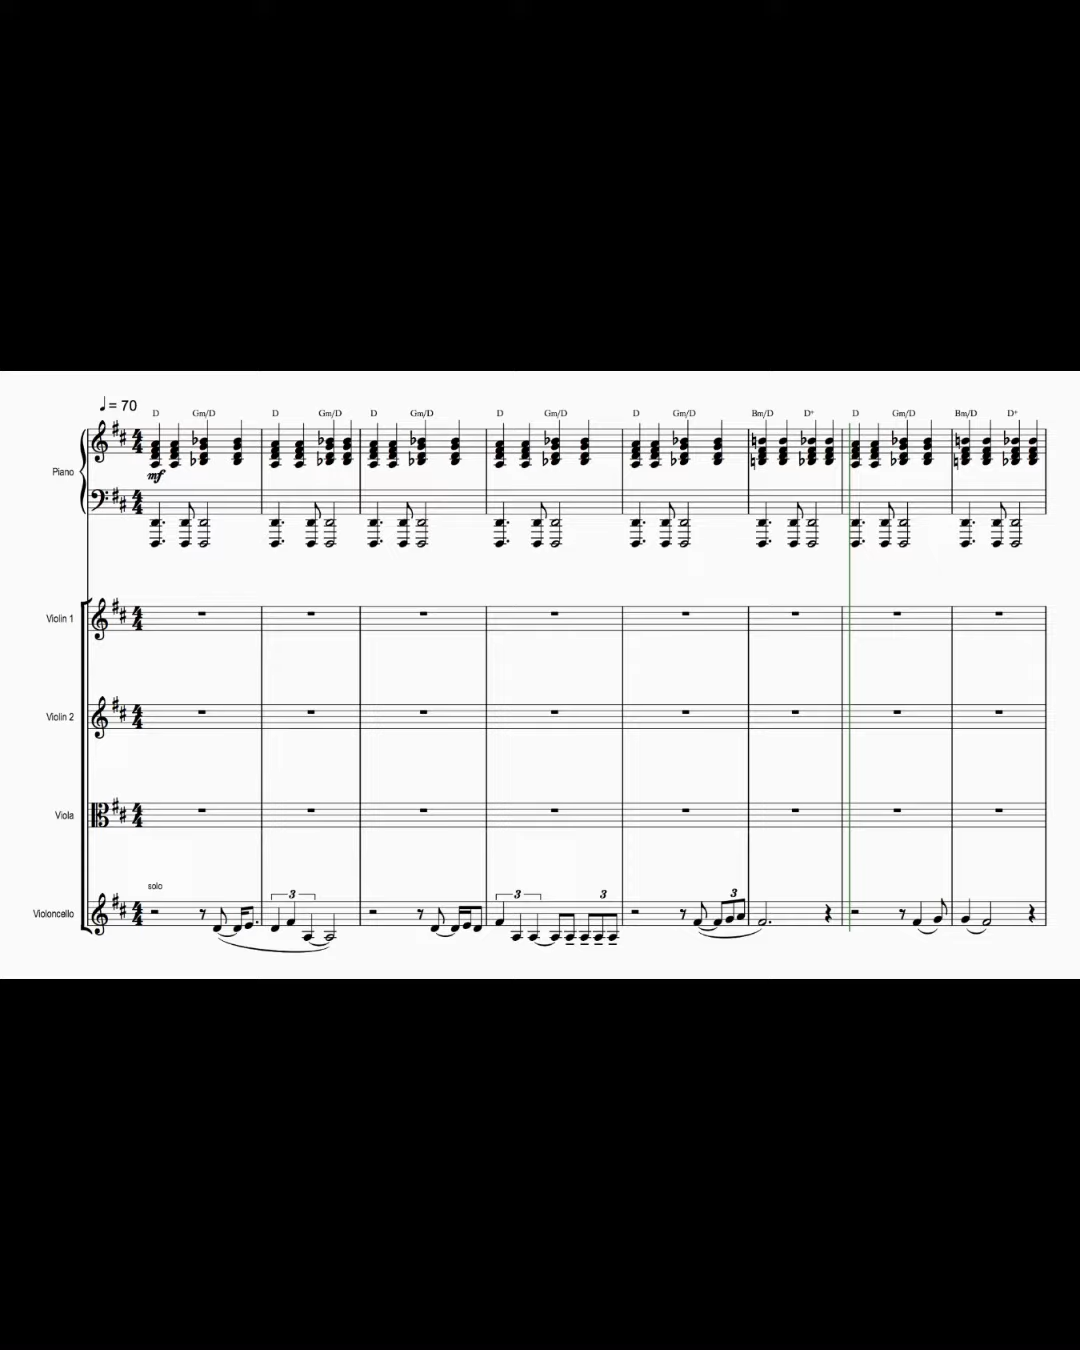 = 70
D Gm/D D Gm/D D Gm/D D Gm/D D Gm/D Bm/D D+ D Gm/D Bm/D D+
Piano
mf
Violin 1
Violin 2
Viola
solo
3 3 3 3
Violoncello